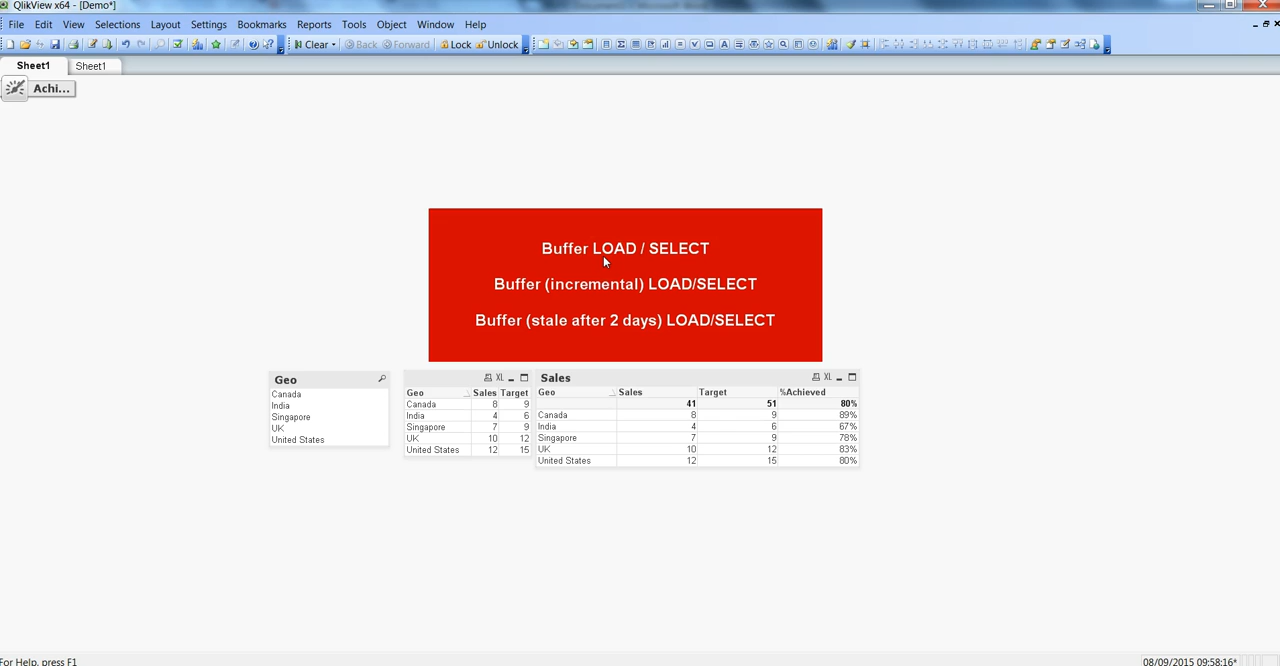 QlikView x64 - [Demo*]
File Edit View Selections Layout Settings Bookmarks Reports Tools Object Window Help
Clear Back Forward Lock Unlock
Sheet1 Sheet1
Achi...
Buffer LOAD / SELECT
Buffer (incremental) LOAD/SELECT
Buffer (stale after 2 days) LOAD/SELECT
Geo
Canada
India
Singapore
UK
United States
XL
Geo Sales Target
Canada 8 9
India 4 6
Singapore 7 9
UK 10 12
United States 12 15
Sales XL
Geo Sales Target %Achieved
41 51 80%
Canada 8 9 89%
India 4 6 67%
Singapore 7 9 78%
UK 10 12 83%
United States 12 15 80%
For Help, press F1
08/09/2015 09:58:16*